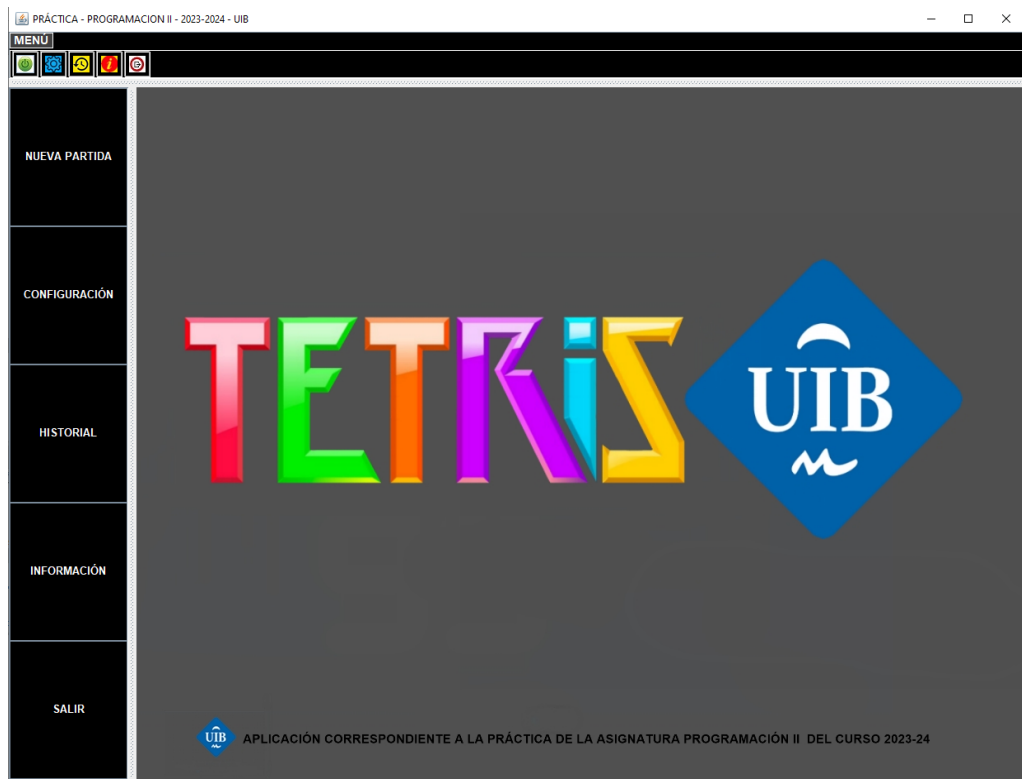 PRÁCTICA - PROGRAMACION II - 2023-2024 - UIB
MENÚ
NUEVA PARTIDA
CONFIGURACIÓN
HISTORIAL
INFORMACIÓN
SALIR
TETRiS
UIB
UIB
APLICACIÓN CORRESPONDIENTE A LA PRÁCTICA DE LA ASIGNATURA PROGRAMACIÓN II DEL CURSO 2023-24